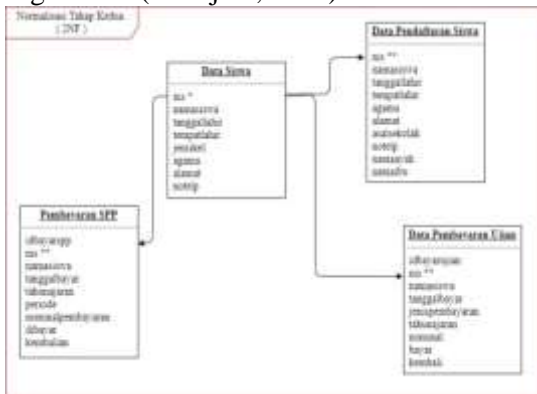 Normalisasi Tahap Kedua
( 2NF )
Data Siswa
nis *
namasiswa
tanggallahir
tempatlahir
jeniskel
agama
alamat
notelp
Data Pendaftaran Siswa
nis **
namasiswa
tanggallahir
tempatlahir
agama
alamat
asalsekolah
notelp
namaayah
namaibu
Pembayaran SPP
idbayarspp
nis **
namasiswa
tanggalbayar
tahunajaran
periode
nominalpembayaran
dibayar
kembalian
Data Pembayaran Ujian
idbayarujian
nis **
namasiswa
tanggalbayar
jenispembayaran
tahunajaran
nominal
bayar
kembali